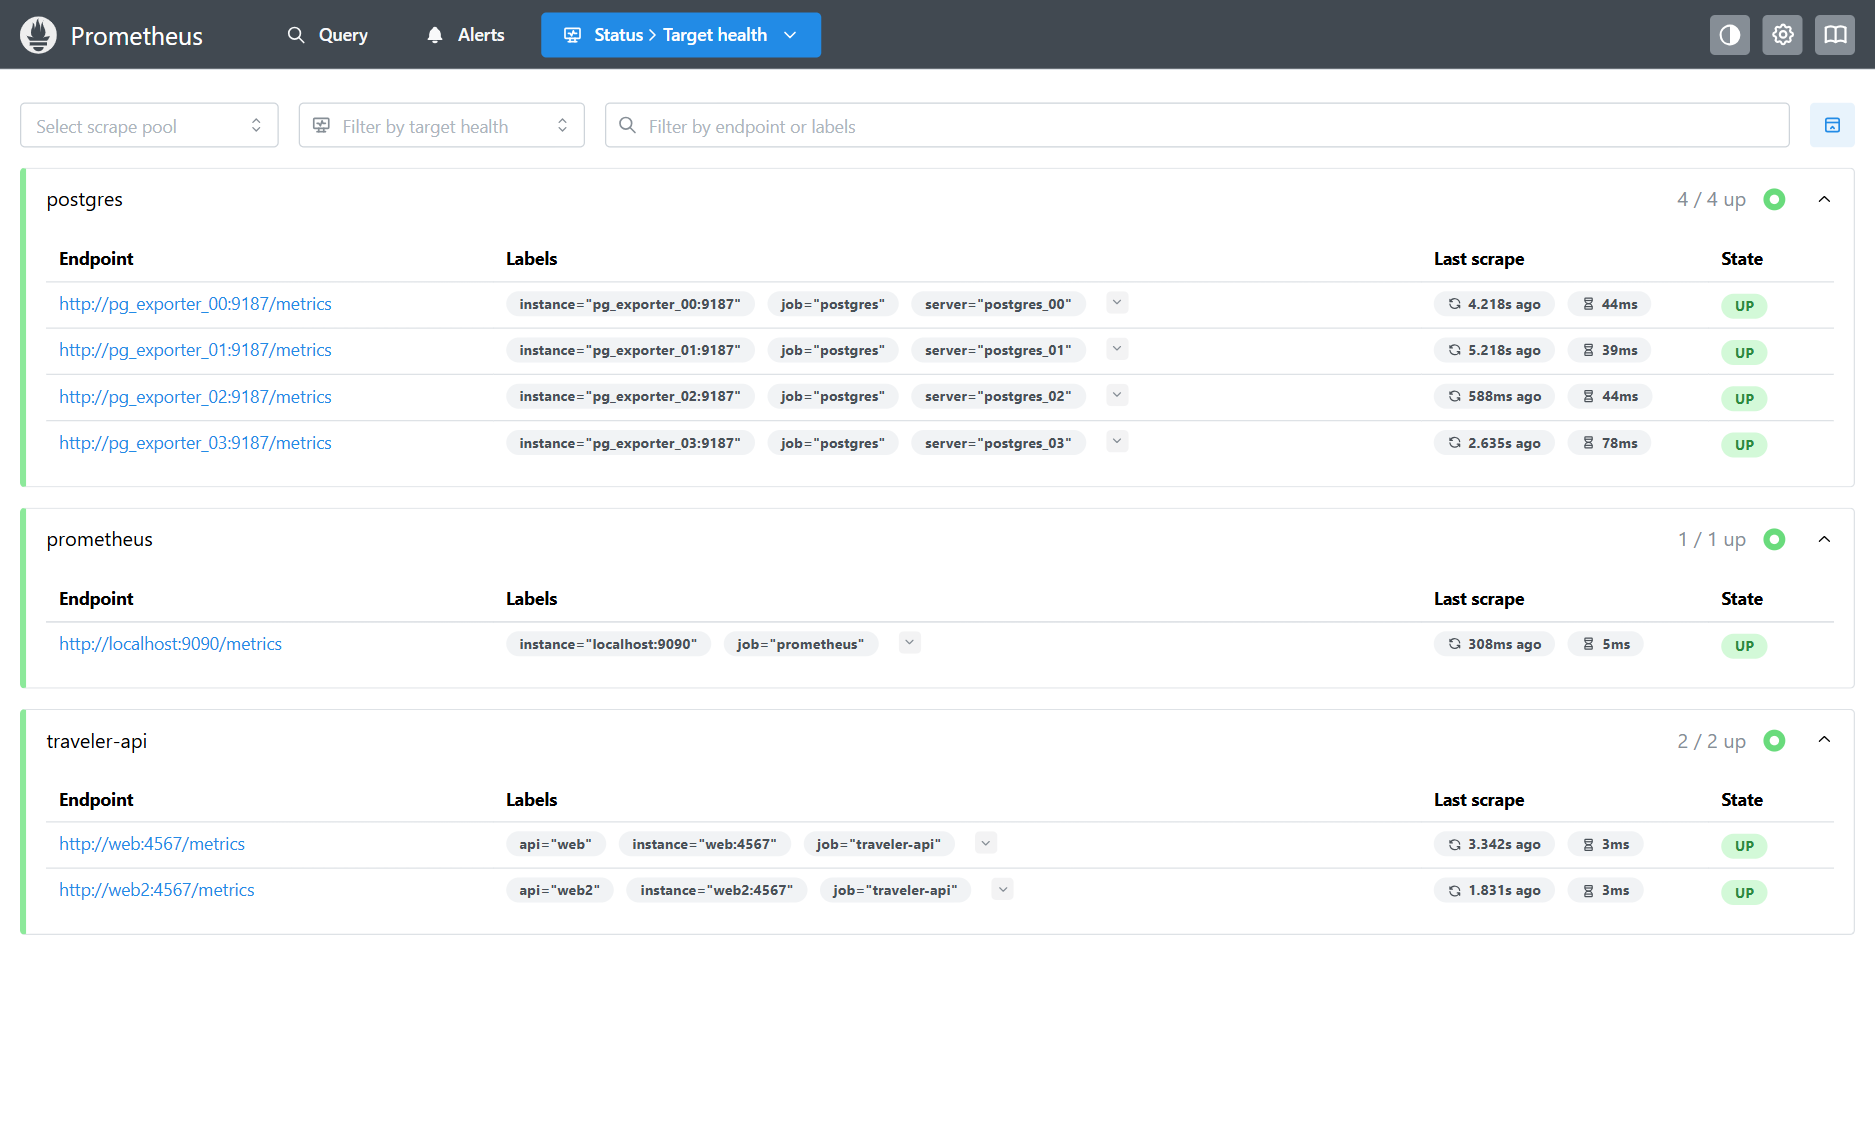 Prometheus Query Alerts Status > Target health
Select scrape pool Filter by target health Filter by endpoint or labels
postgres 4 / 4 up
Endpoint Labels Last scrape State
http://pg_exporter_00:9187/metrics instance="pg_exporter_00:9187" job="postgres" server="postgres_00" 4.218s ago 44ms UP
http://pg_exporter_01:9187/metrics instance="pg_exporter_01:9187" job="postgres" server="postgres_01" 5.218s ago 39ms UP
http://pg_exporter_02:9187/metrics instance="pg_exporter_02:9187" job="postgres" server="postgres_02" 588ms ago 44ms UP
http://pg_exporter_03:9187/metrics instance="pg_exporter_03:9187" job="postgres" server="postgres_03" 2.635s ago 78ms UP
prometheus 1 / 1 up
Endpoint Labels Last scrape State
http://localhost:9090/metrics instance="localhost:9090" job="prometheus" 308ms ago 5ms UP
traveler-api 2 / 2 up
Endpoint Labels Last scrape State
http://web:4567/metrics api="web" instance="web:4567" job="traveler-api" 3.342s ago 3ms UP
http://web2:4567/metrics api="web2" instance="web2:4567" job="traveler-api" 1.831s ago 3ms UP